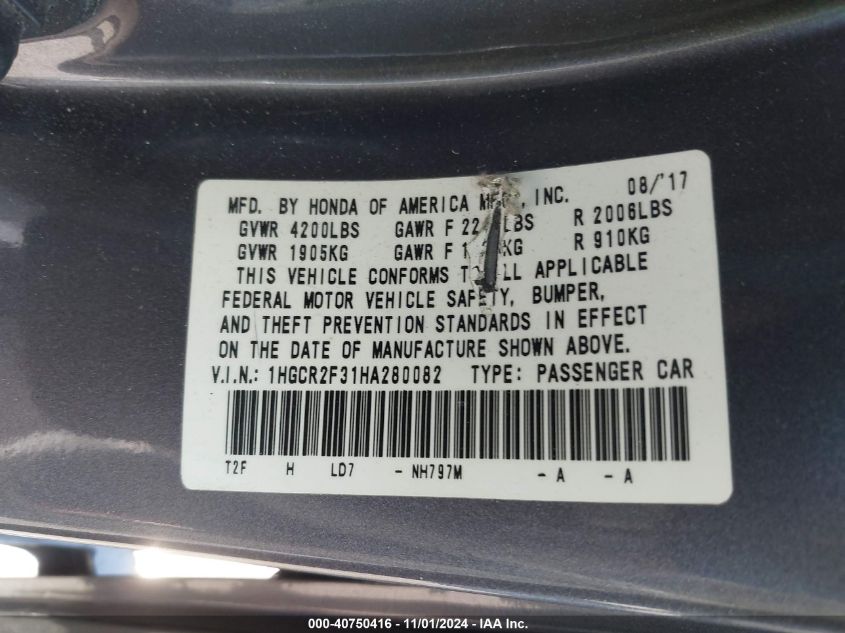 MFD. BY HONDA OF AMERICA INC. 08/'17
GVWR 4200LBS GAWR F R 2006LBS
GVWR 1905KG GAWR F R 910KG
THIS VEHICLE CONFORMS APPLICABLE
FEDERAL MOTOR VEHICLE SAFETY, BUMPER,
AND THEFT PREVENTION STANDARDS IN EFFECT
ON THE DATE OF MANUFACTURE SHOWN ABOVE.
V.I.N.: 1HGCR2F31HA280082 TYPE: PASSENGER CAR
T2F H LD7 - NH797M - A - A
000-40750416 - 11/01/2024 - IAA Inc.